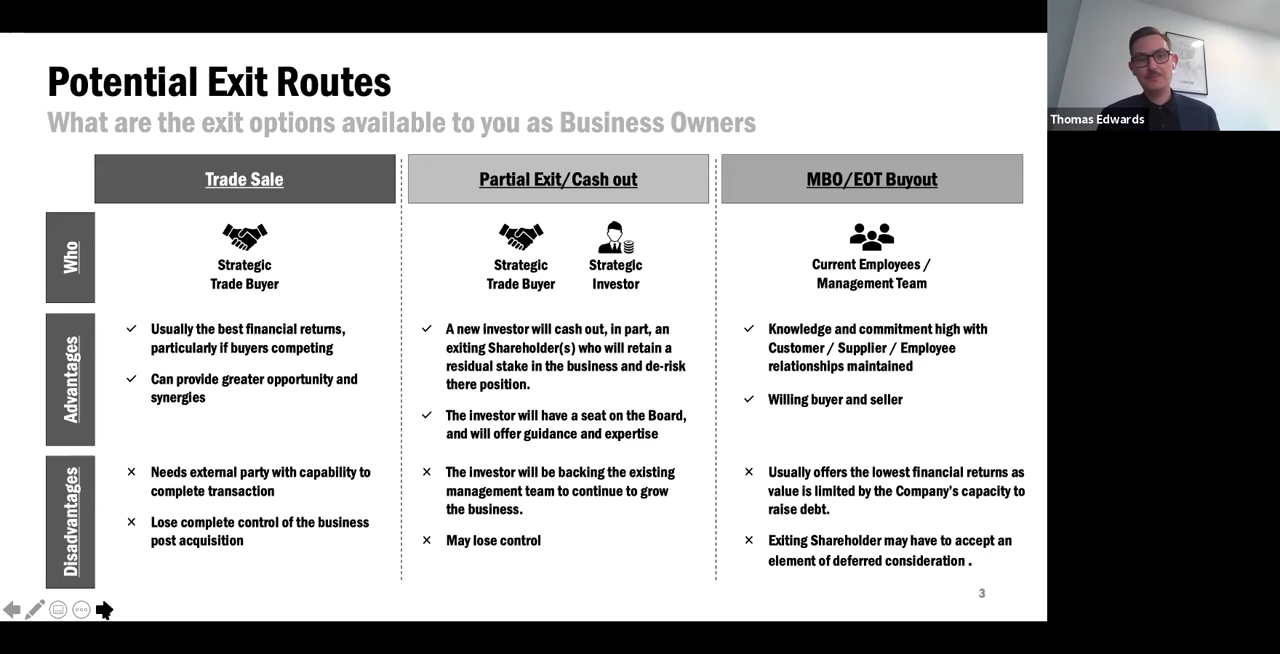 Potential Exit Routes
What are the exit options available to you as Business Owners
Thomas Edwards
Trade Sale
Partial Exit/Cash out
MBO/EOT Buyout
Who
Strategic
Trade Buyer
Strategic
Trade Buyer
Strategic
Investor
Current Employees /
Management Team
Advantages
Usually the best financial returns,
particularly if buyers competing
Can provide greater opportunity and
synergies
A new investor will cash out, in part, an
exiting Shareholder(s) who will retain a
residual stake in the business and de-risk
there position.
The investor will have a seat on the Board,
and will offer guidance and expertise
Knowledge and commitment high with
Customer / Supplier / Employee
relationships maintained
Willing buyer and seller
Disadvantages
Needs external party with capability to
complete transaction
Lose complete control of the business
post acquisition
The investor will be backing the existing
management team to continue to grow
the business.
May lose control
Usually offers the lowest financial returns as
value is limited by the Company's capacity to
raise debt.
Exiting Shareholder may have to accept an
element of deferred consideration .
3